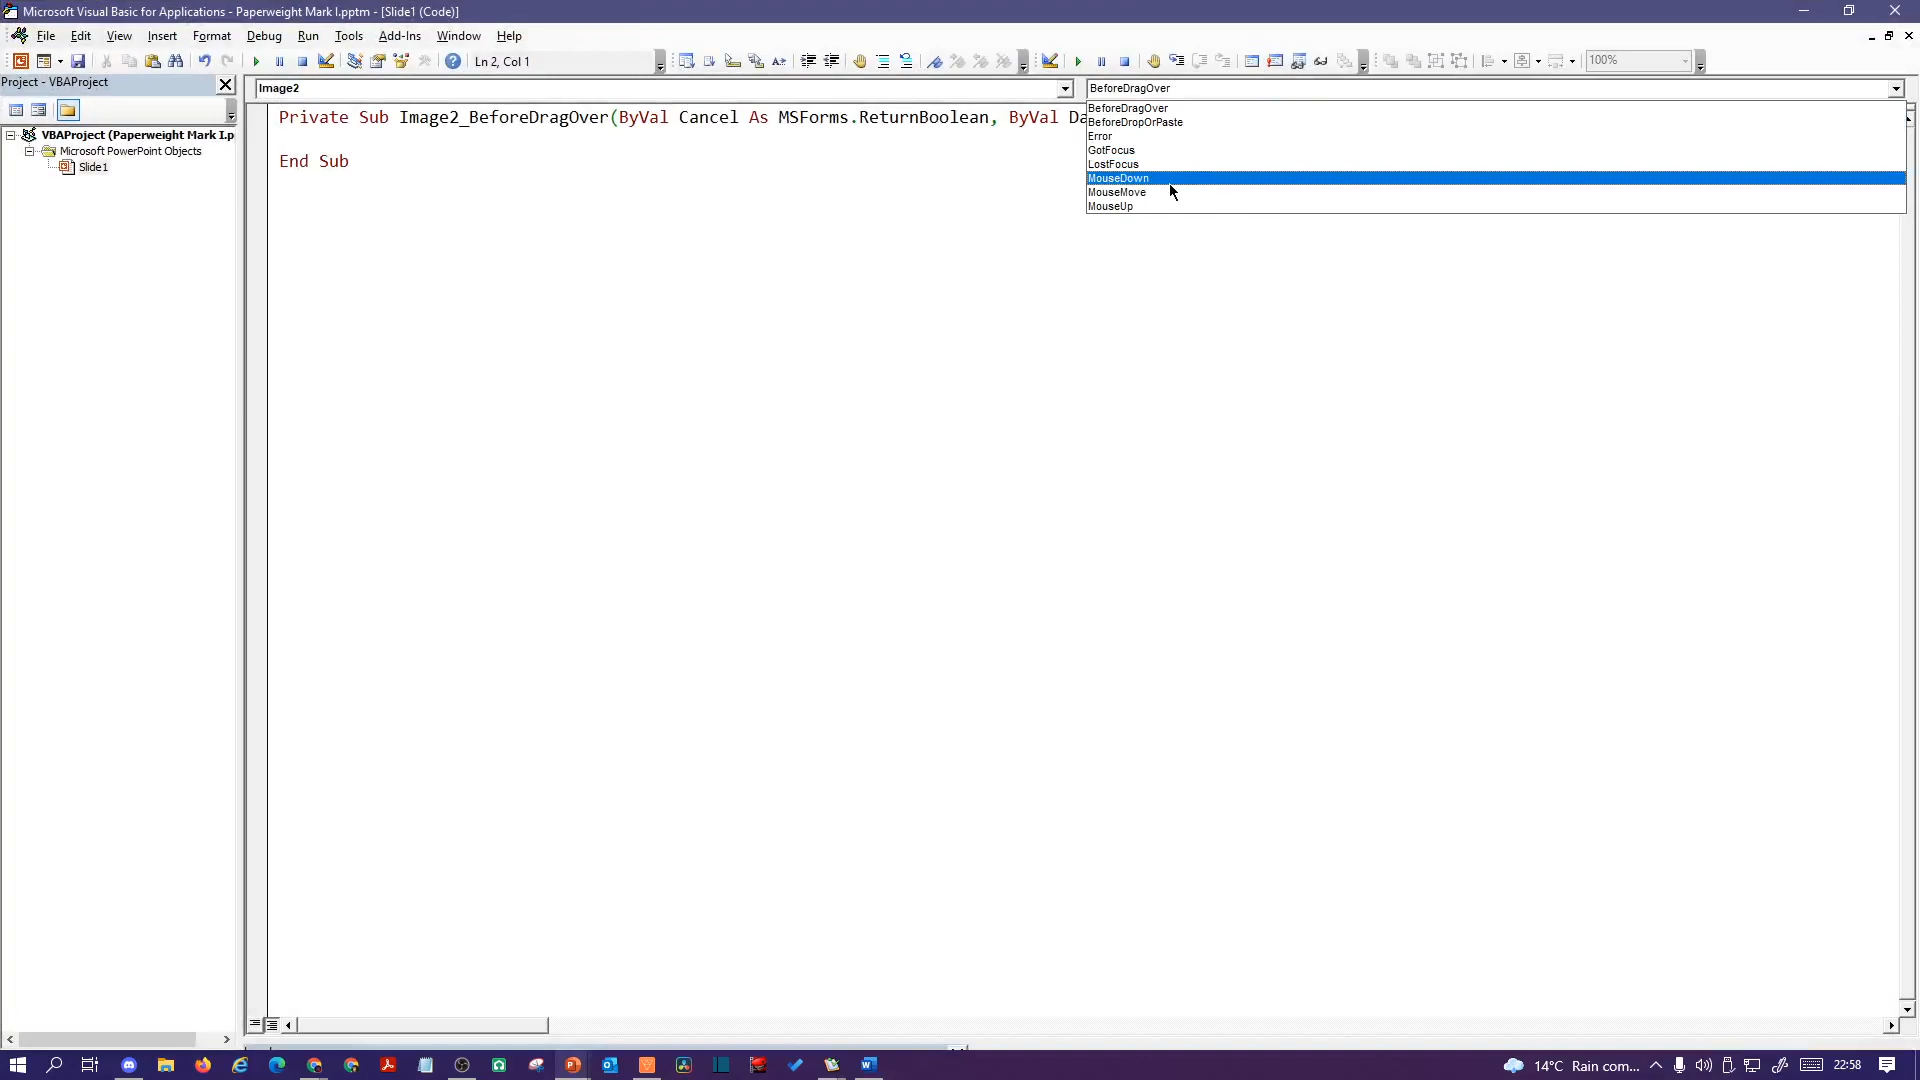 Microsoft Visual Basic for Applications - Paperweight Mark I.pptm - [Slide1 (Code)]
File Edit View Insert Format Debug Run Tools Add-Ins Window Help
Ln 2, Col 1
100%
Project - VBAProject
Image2
BeforeDragOver
VBAProject (Paperweight Mark I.p
Microsoft PowerPoint Objects
Slide1
Private Sub Image2_BeforeDragOver(ByVal Cancel As MSForms.ReturnBoolean, ByVal Da
End Sub
BeforeDragOver
BeforeDropOrPaste
Error
GotFocus
LostFocus
MouseDown
MouseMove
MouseUp
14°C Rain com...
22:58